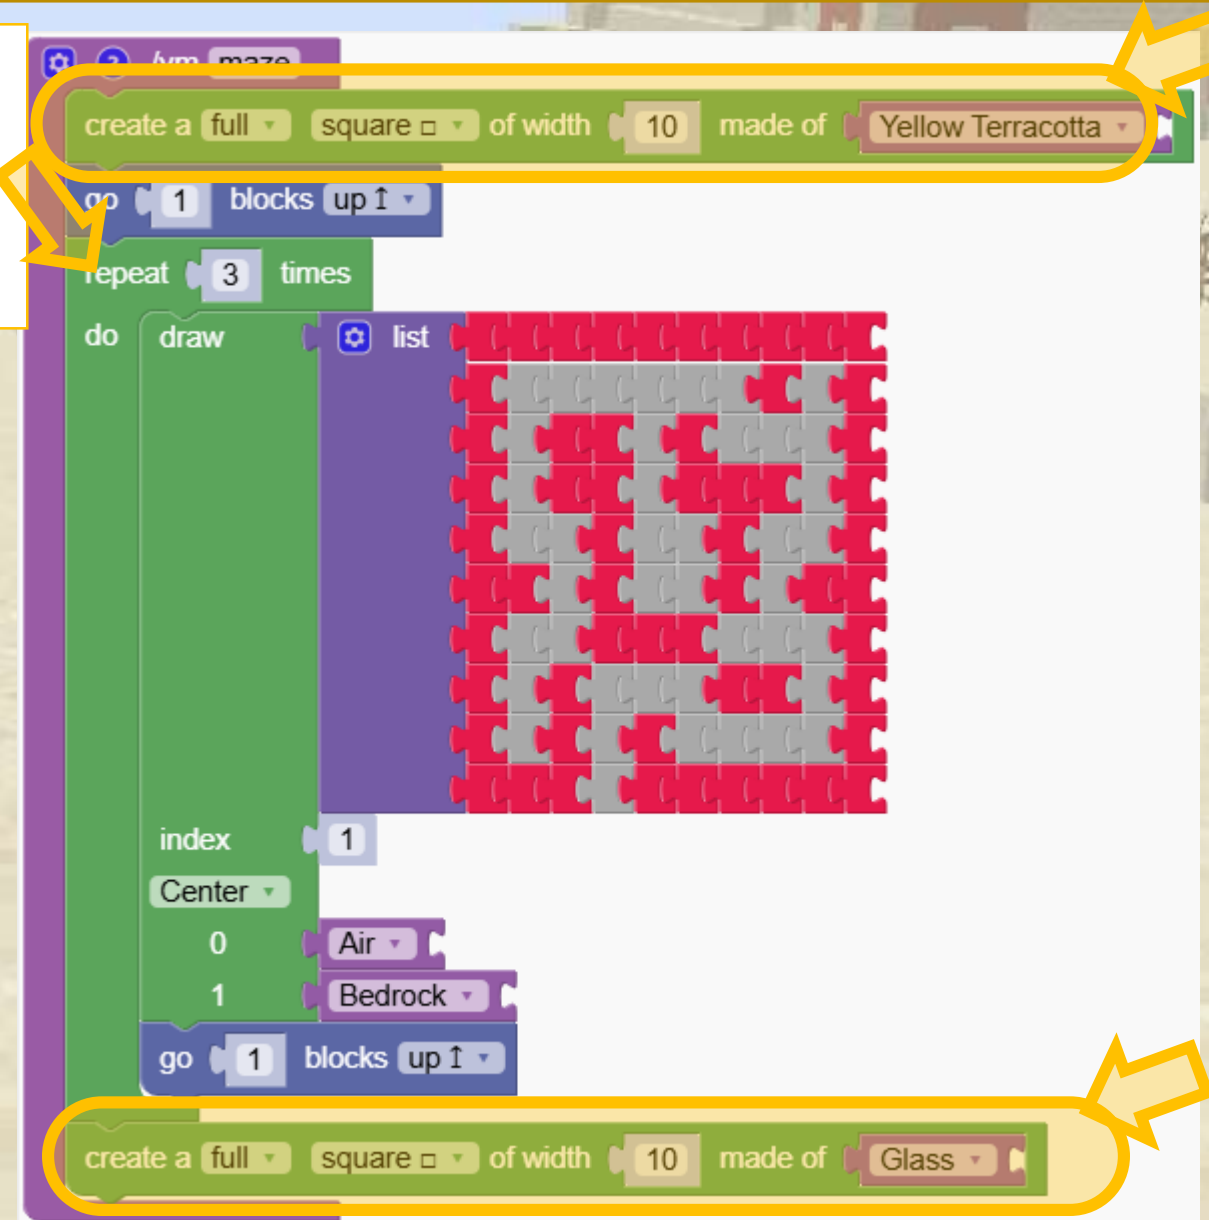 /vm maze
create a full square □ of width 10 made of Yellow Terracotta
go 1 blocks up ↥
repeat 3 times
do draw list
index 1
Center
0 Air
1 Bedrock
go 1 blocks up ↥
create a full square □ of width 10 made of Glass